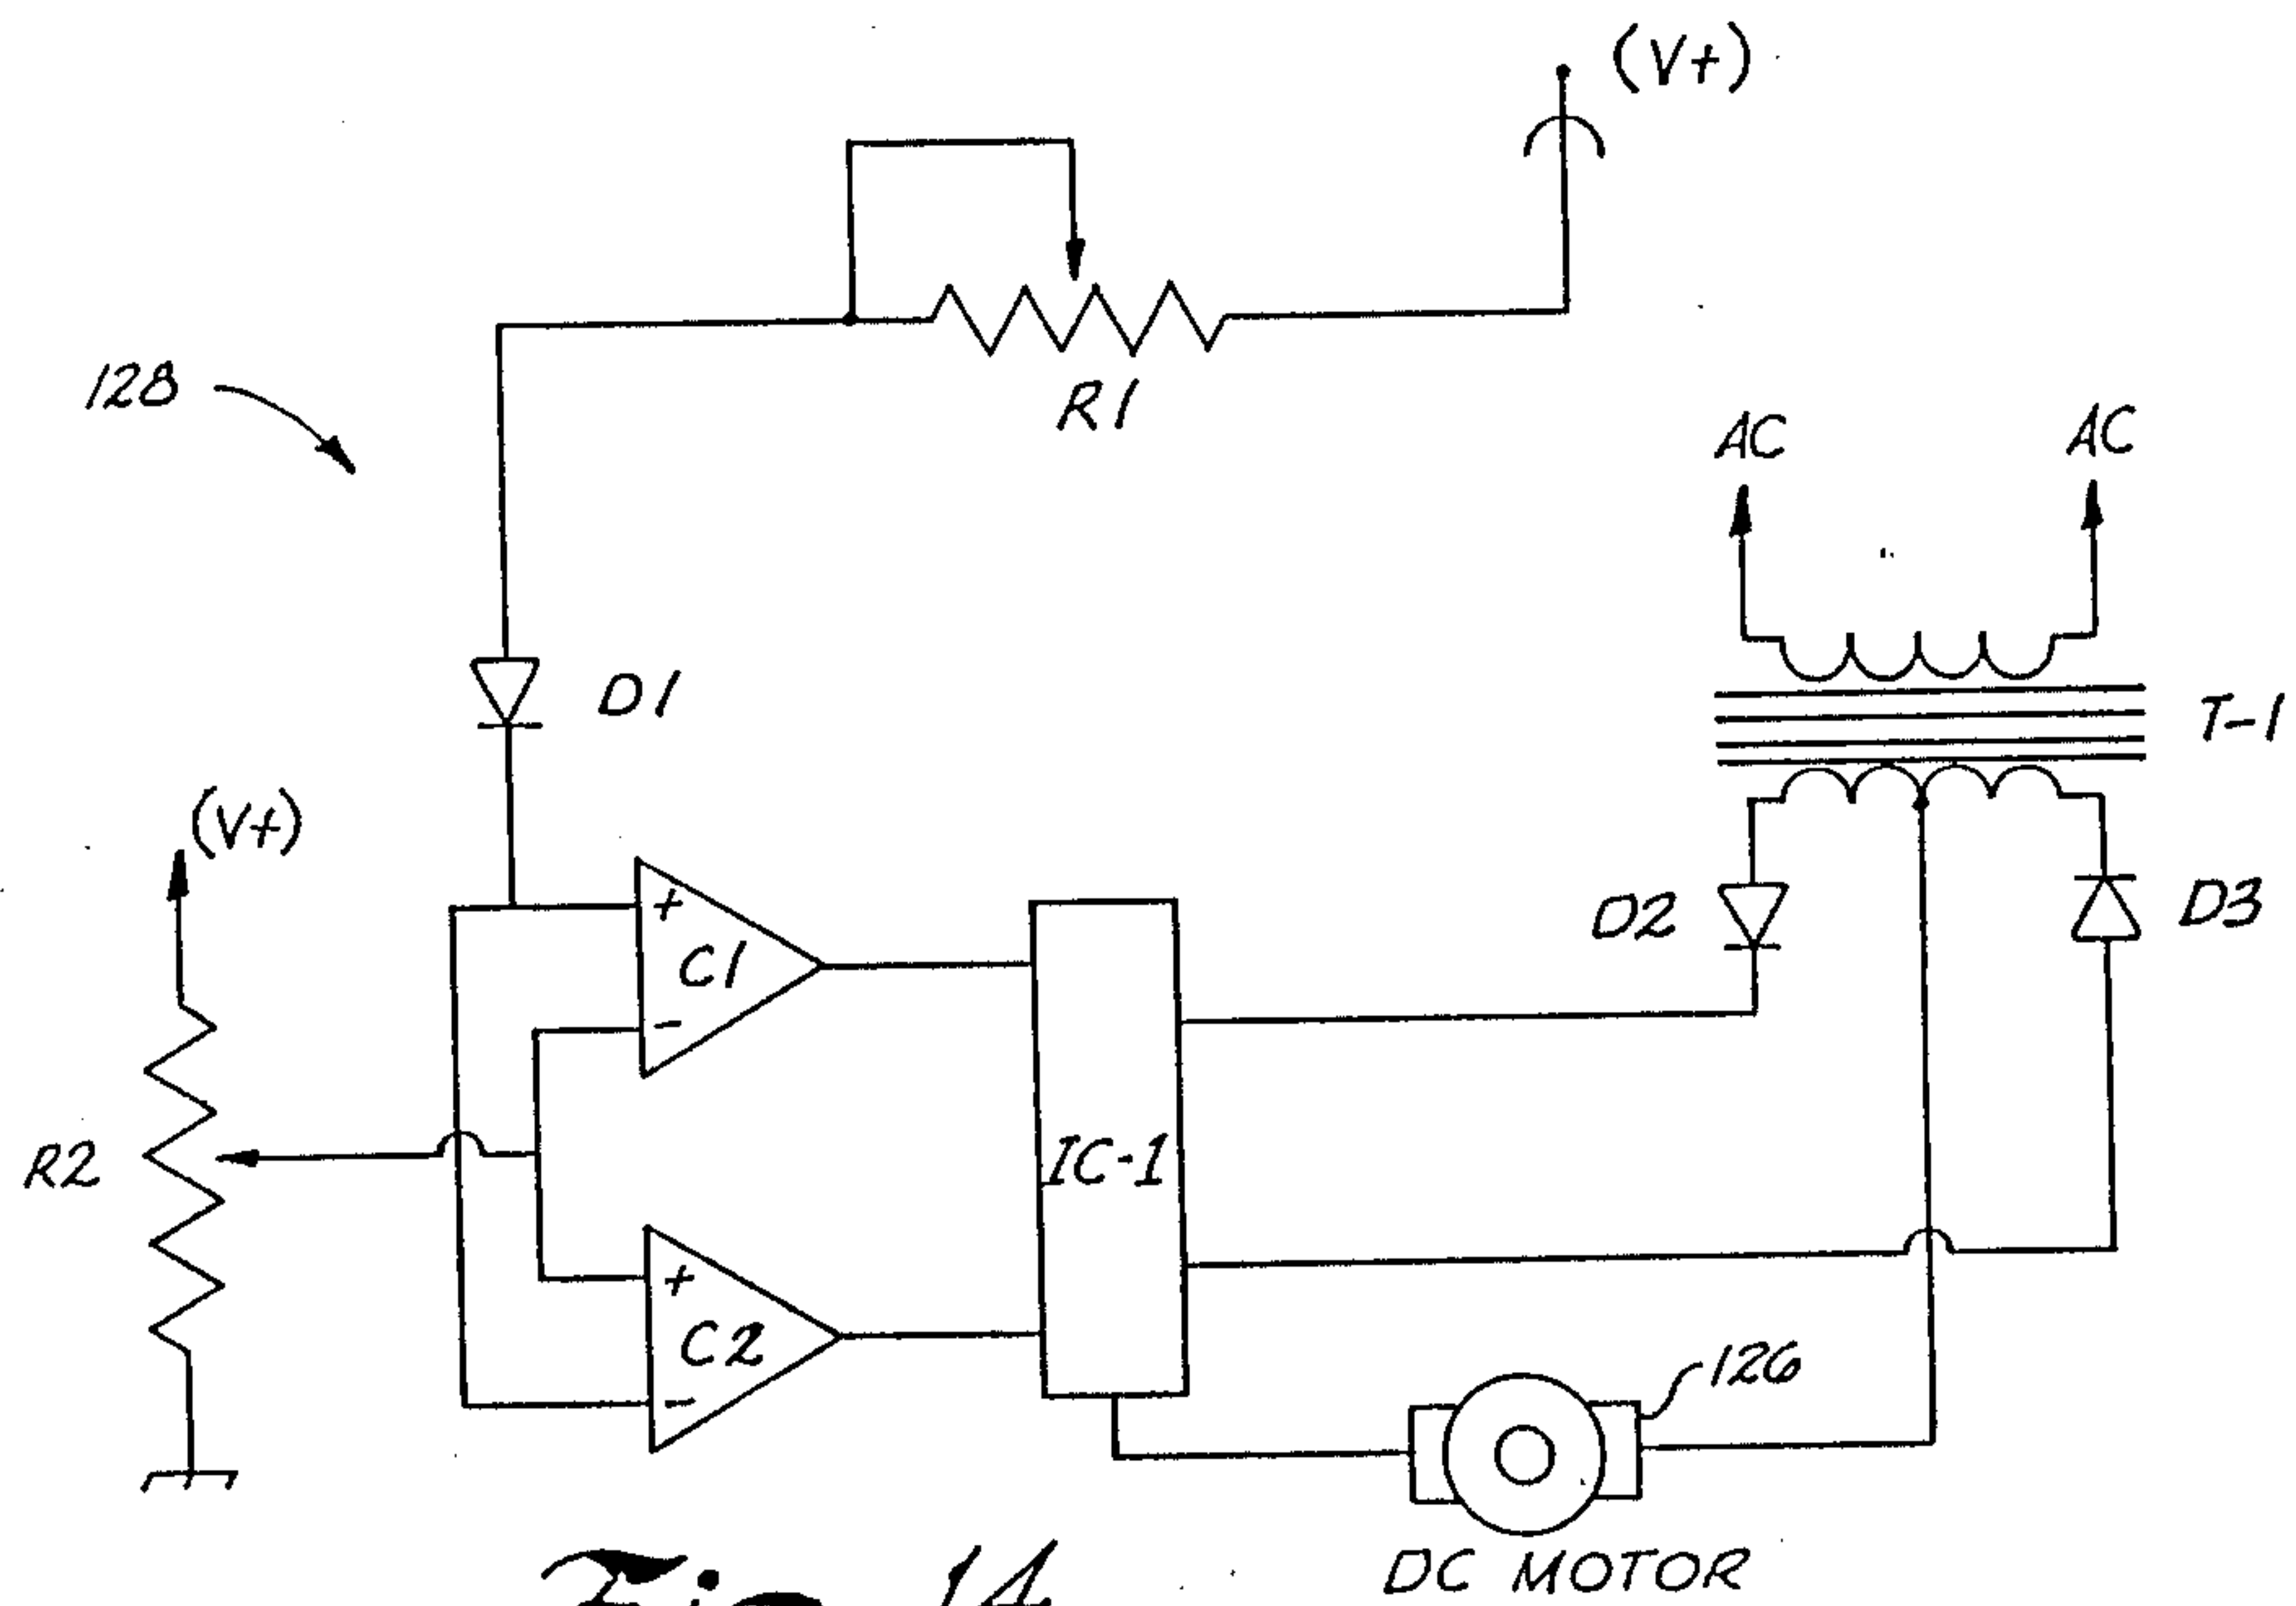 (V+)
R1
128
AC
AC
D1
T-1
(V+)
D2
D3
+
C1
-
R2
IC-1
+
C2
-
126
DC MOTOR
Fig. 14